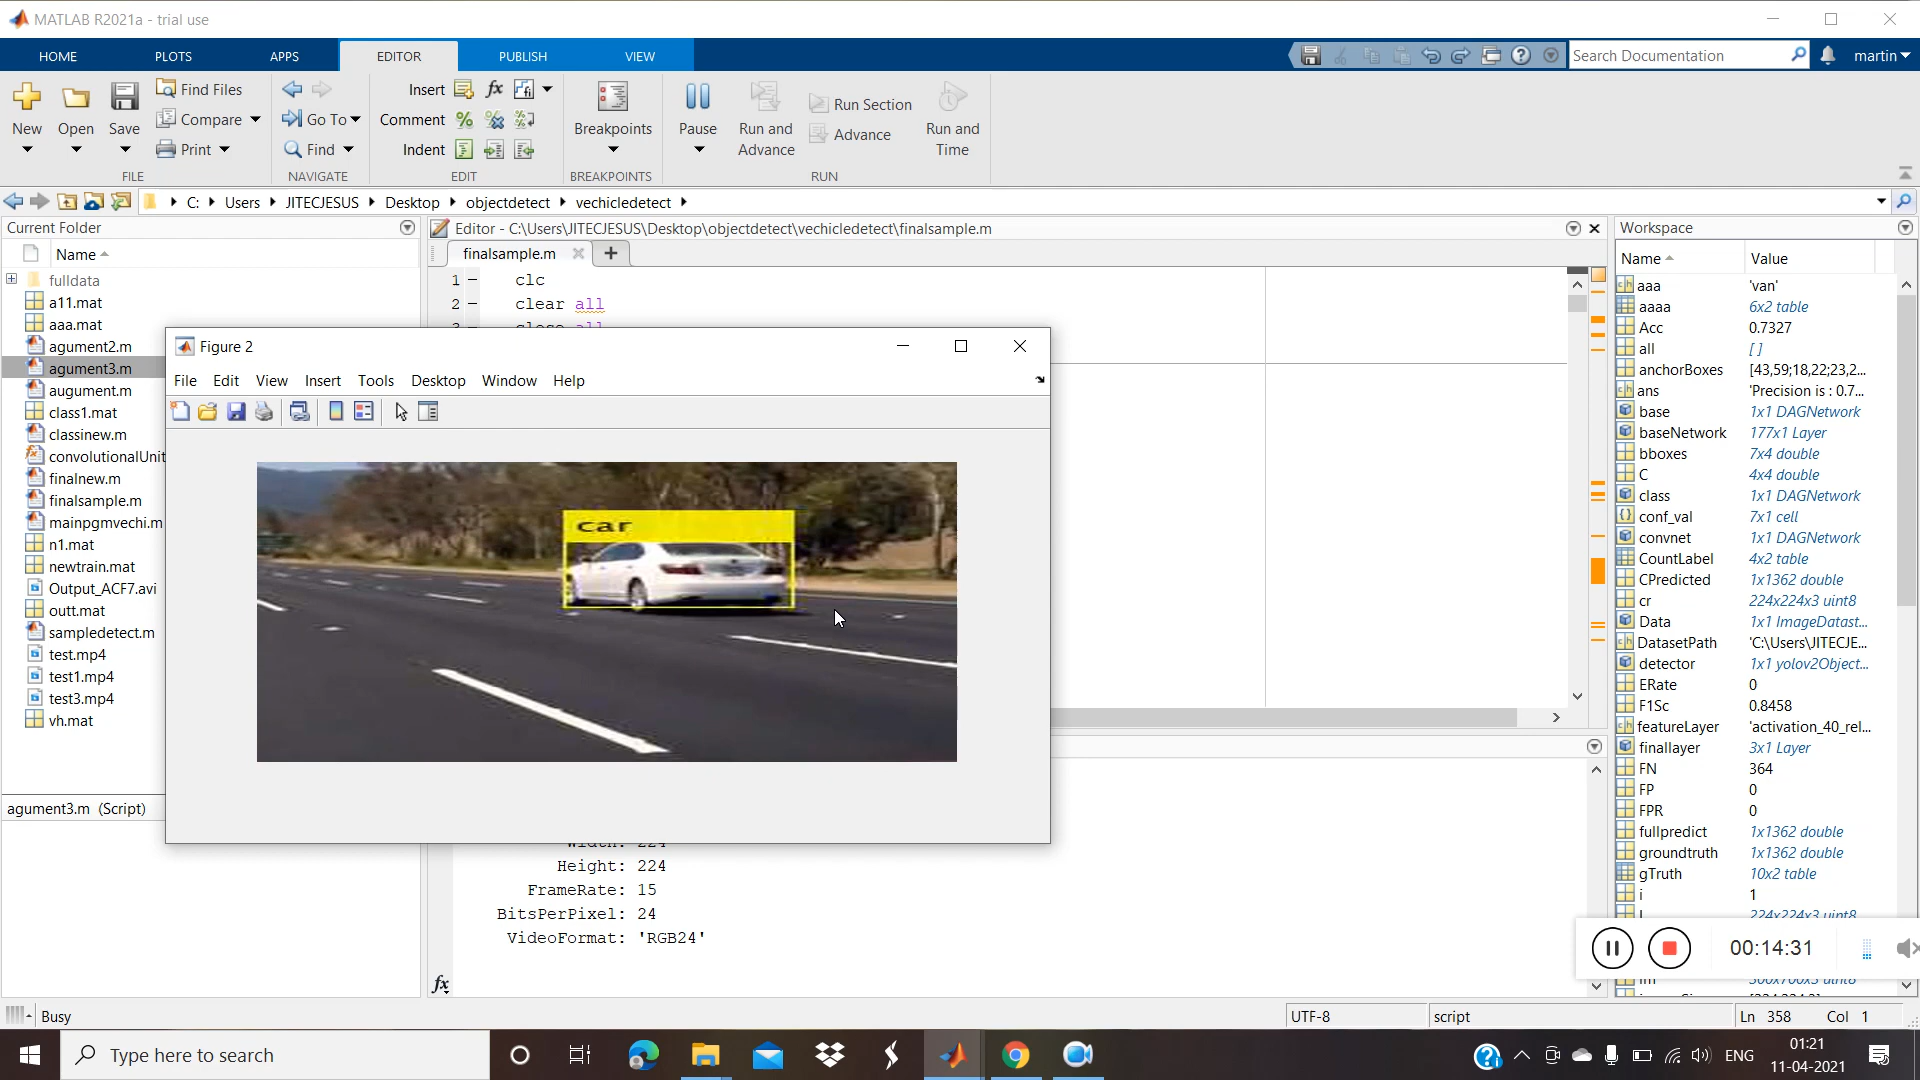 MATLAB R2021a - trial use
HOME PLOTS APPS EDITOR PUBLISH VIEW
Search Documentation martin
New Open Save
Find Files
Compare
Print
FILE
Go To
Find
NAVIGATE
Insert fx
Comment
Indent
EDIT
Breakpoints
BREAKPOINTS
Pause
Run and
Advance
Run Section
Advance
Run and
Time
RUN
C: Users JITECJESUS Desktop objectdetect vechicledetect
Current Folder
Name
fulldata
a11.mat
aaa.mat
agument2.m
agument3.m
augument.m
class1.mat
classinew.m
convolutionalUnit
finalnew.m
finalsample.m
mainpgmvechi.m
n1.mat
newtrain.mat
Output_ACF7.avi
outt.mat
sampledetect.m
test.mp4
test1.mp4
test3.mp4
vh.mat
agument3.m (Script)
Editor - C:\Users\JITECJESUS\Desktop\objectdetect\vechicledetect\finalsample.m
finalsample.m
1 clc
2 clear all
Figure 2
File Edit View Insert Tools Desktop Window Help
car
Height: 224
FrameRate: 15
BitsPerPixel: 24
VideoFormat: 'RGB24'
fx
Workspace
Name Value
aaa 'van'
aaaa 6x2 table
Acc 0.7327
all []
anchorBoxes [43,59;18,22;23,2...
ans 'Precision is : 0.7...
base 1x1 DAGNetwork
baseNetwork 177x1 Layer
bboxes 7x4 double
C 4x4 double
class 1x1 DAGNetwork
conf_val 7x1 cell
convnet 1x1 DAGNetwork
CountLabel 4x2 table
CPredicted 1x1362 double
cr 224x224x3 uint8
Data 1x1 ImageDatast...
DatasetPath 'C:\Users\JITECJE...
detector 1x1 yolov2Object...
ERate 0
F1Sc 0.8458
featureLayer 'activation_40_rel...
finallayer 3x1 Layer
FN 364
FP 0
FPR 0
fullpredict 1x1362 double
groundtruth 1x1362 double
gTruth 10x2 table
i 1
00:14:31
Busy
UTF-8
script
Ln 358 Col 1
Type here to search
ENG
01:21
11-04-2021